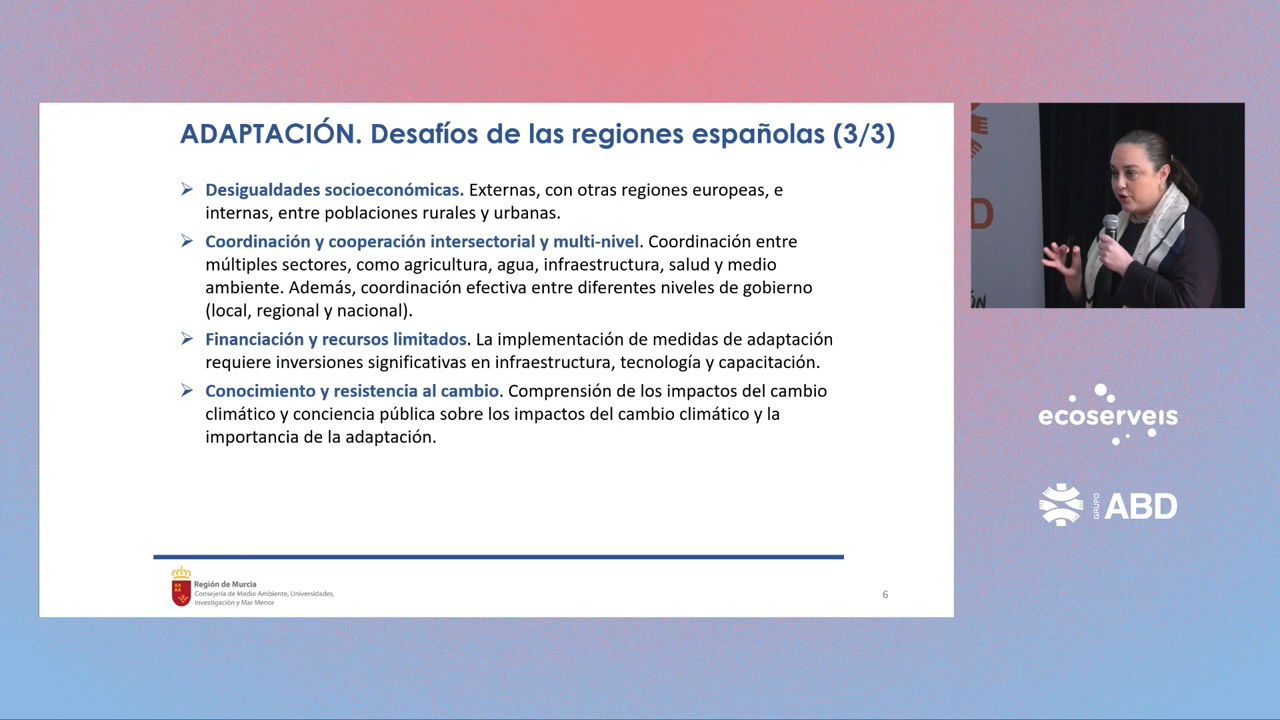 ADAPTACIÓN. Desafíos de las regiones españolas (3/3)
➢ Desigualdades socioeconómicas. Externas, con otras regiones europeas, e
internas, entre poblaciones rurales y urbanas.
➢ Coordinación y cooperación intersectorial y multi-nivel. Coordinación entre
múltiples sectores, como agricultura, agua, infraestructura, salud y medio
ambiente. Además, coordinación efectiva entre diferentes niveles de gobierno
(local, regional y nacional).
➢ Financiación y recursos limitados. La implementación de medidas de adaptación
requiere inversiones significativas en infraestructura, tecnología y capacitación.
➢ Conocimiento y resistencia al cambio. Comprensión de los impactos del cambio
climático y conciencia pública sobre los impactos del cambio climático y la
importancia de la adaptación.
Región de Murcia
Consejería de Medio Ambiente, Universidades,
Investigación y Mar Menor
6
D
ecoserveis
GRUPO ABD